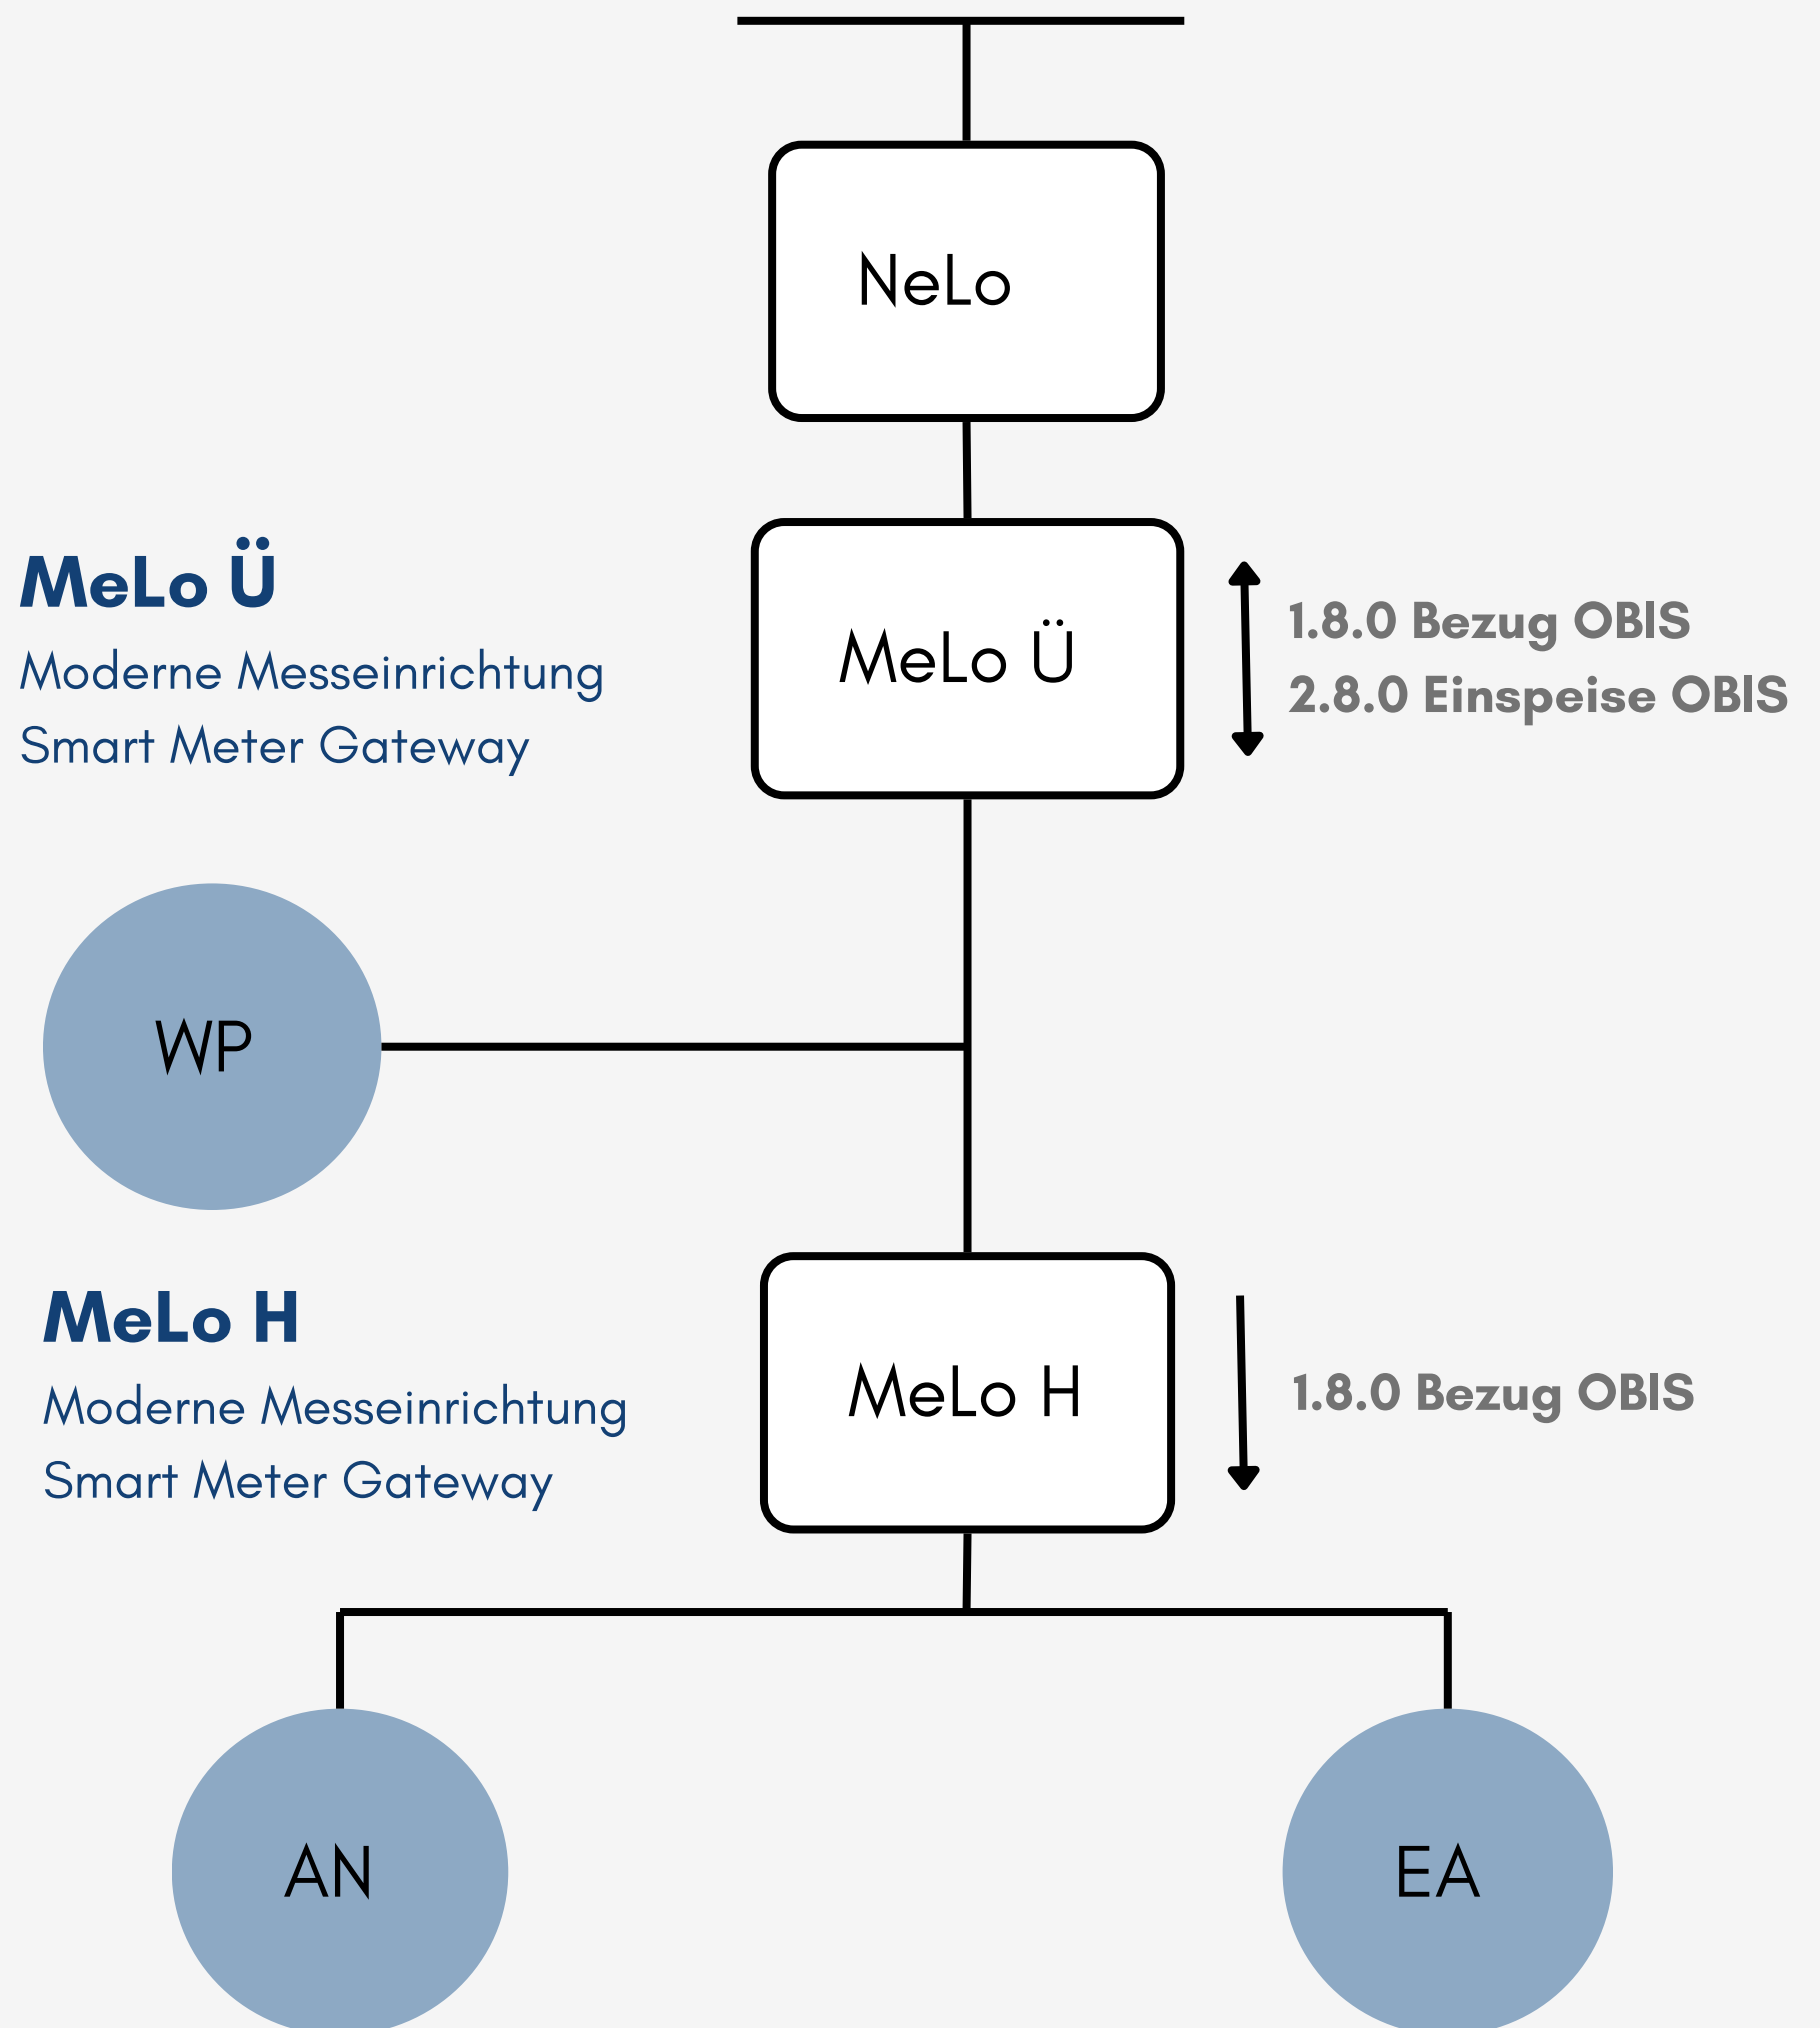 NeLo
MeLo Ü
Moderne Messeinrichtung
Smart Meter Gateway
MeLo Ü
1.8.0 Bezug OBIS
2.8.0 Einspeise OBIS
WP
MeLo H
Moderne Messeinrichtung
Smart Meter Gateway
MeLo H
1.8.0 Bezug OBIS
AN
EA